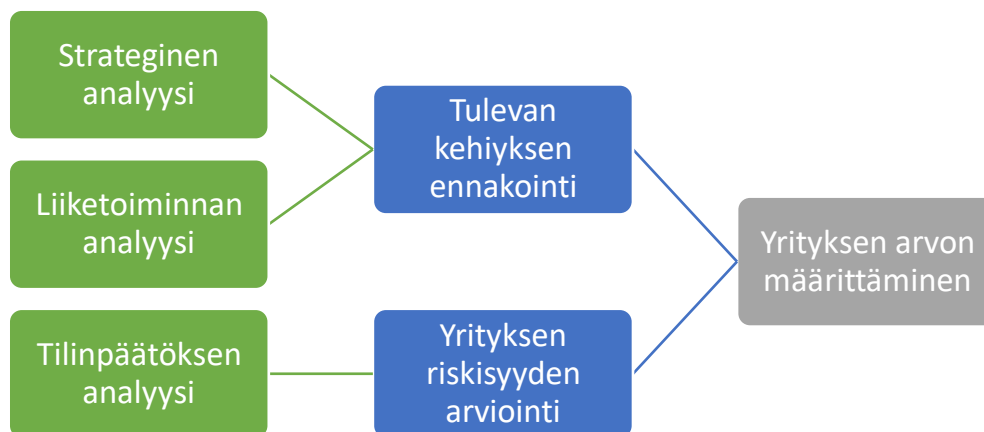 Strateginen
analyysi
Liiketoiminnan
analyysi
Tilinpäätöksen
analyysi
Tulevan
kehiyksen
ennakointi
Yrityksen
riskisyyden
arviointi
Yrityksen arvon
määrittäminen